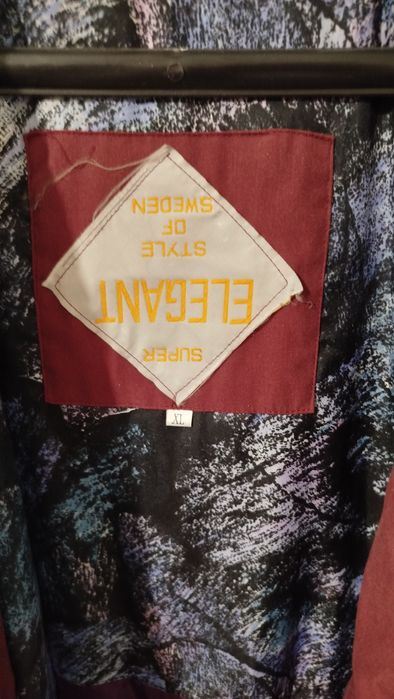 SUPER
ELEGANT
STYLE
OF
SWEDEN
XL